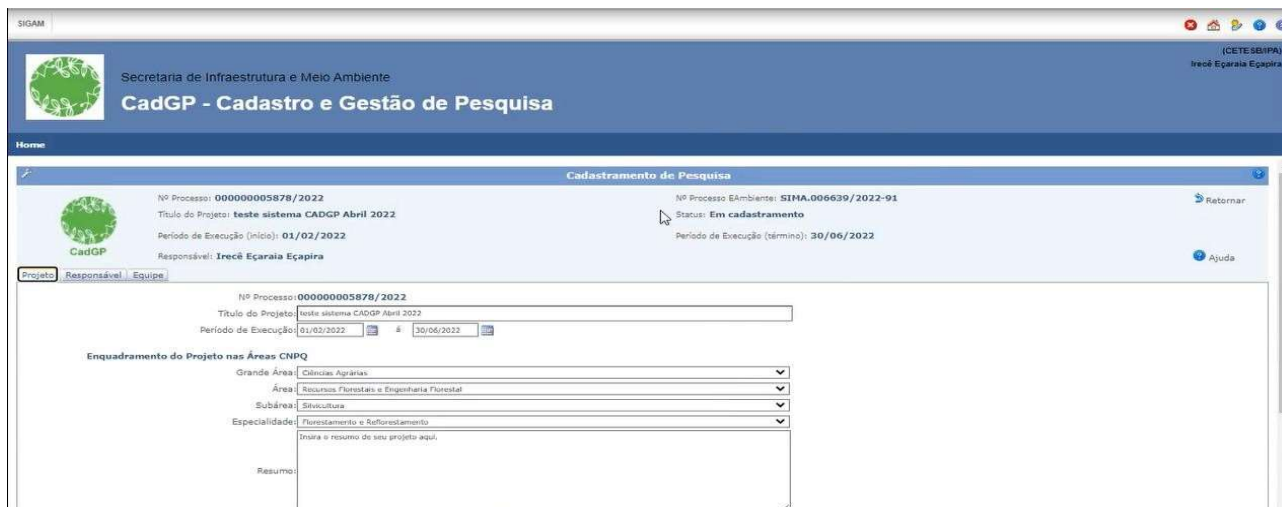 SIGAM
(CETESB/IPA)
Irecê Eçaraia Eçapira
Secretaria de Infraestrutura e Meio Ambiente
CadGP - Cadastro e Gestão de Pesquisa
Home
Cadastramento de Pesquisa
Nº Processo: 000000005878/2022
Nº Processo EAmbiente: SIMA.006639/2022-91
Retornar
Título do Projeto: teste sistema CADGP Abril 2022
Status: Em cadastramento
Período de Execução (início): 01/02/2022
Período de Execução (término): 30/06/2022
CadGP
Responsável: Irecê Eçaraia Eçapira
Ajuda
Projeto Responsável Equipe
Nº Processo: 000000005878/2022
Título do Projeto: teste sistema CADGP Abril 2022
Período de Execução: 01/02/2022 à 30/06/2022
Enquadramento do Projeto nas Áreas CNPQ
Grande Área: Ciências Agrárias
Área: Recursos Florestais e Engenharia Florestal
Subárea: Silvicultura
Especialidade: Florestamento e Reflorestamento
Insira o resumo de seu projeto aqui.
Resumo: